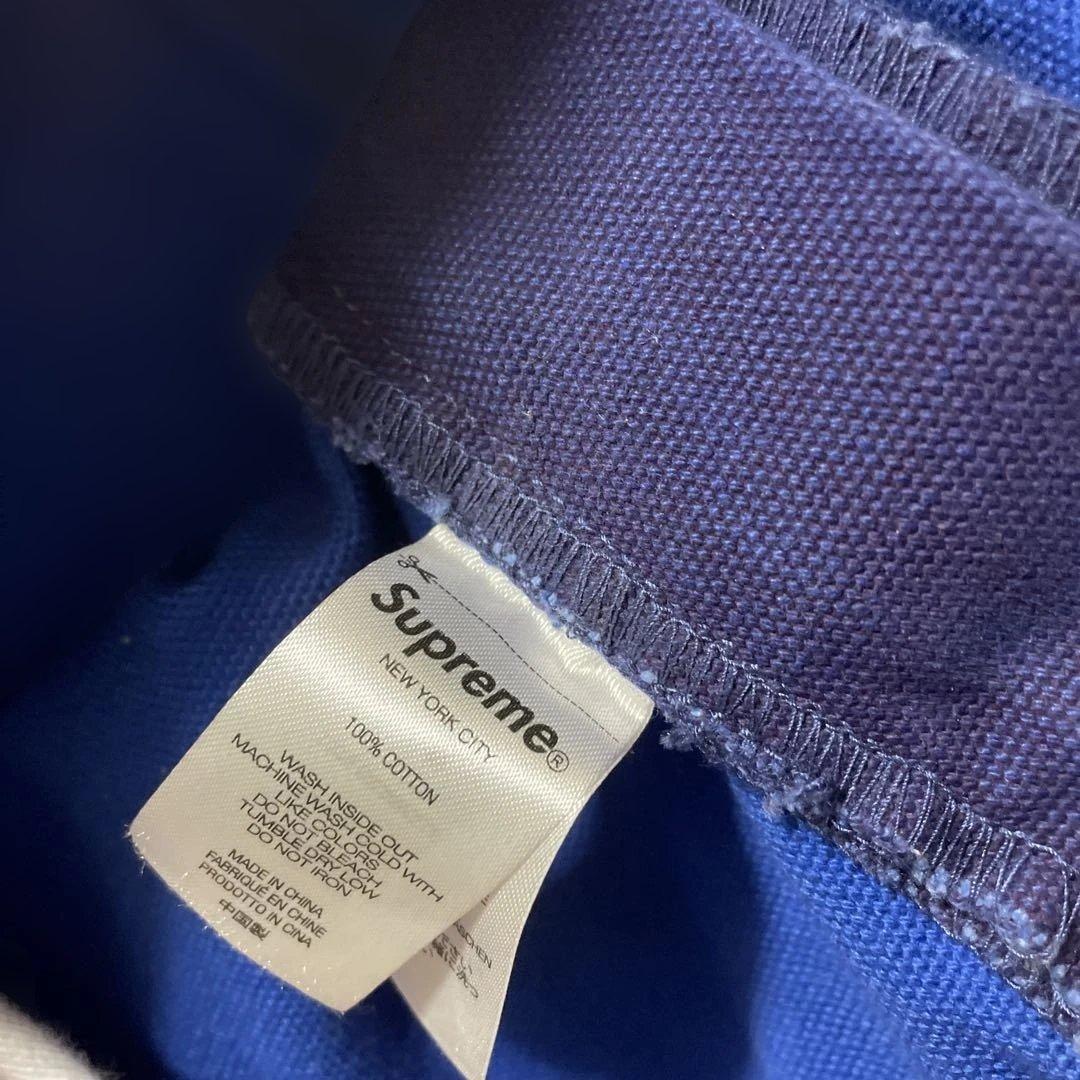 Supreme®
NEW YORK CITY
100% COTTON
WASH INSIDE OUT
MACHINE WASH COLD WITH
LIKE COLORS
DO NOT BLEACH
TUMBLE DRY LOW
DO NOT IRON
MADE IN CHINA
FABRIQUÉ EN CHINE
PRODOTTO IN CINA
中国製